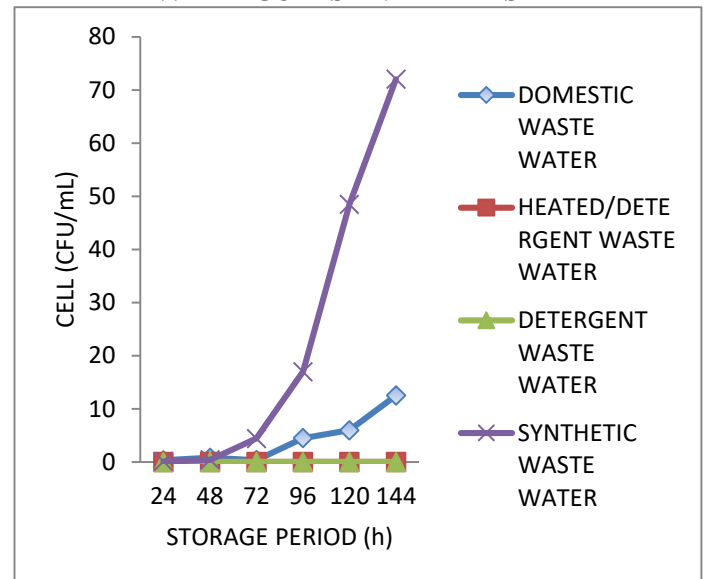 80
70
60
50
40
30
20
10
0
CELL (CFU/mL)
24 48 72 96 120 144
STORAGE PERIOD (h)
DOMESTIC
WASTE
WATER
HEATED/DETE
RGENT WASTE
WATER
DETERGENT
WASTE
WATER
SYNTHETIC
WASTE
WATER